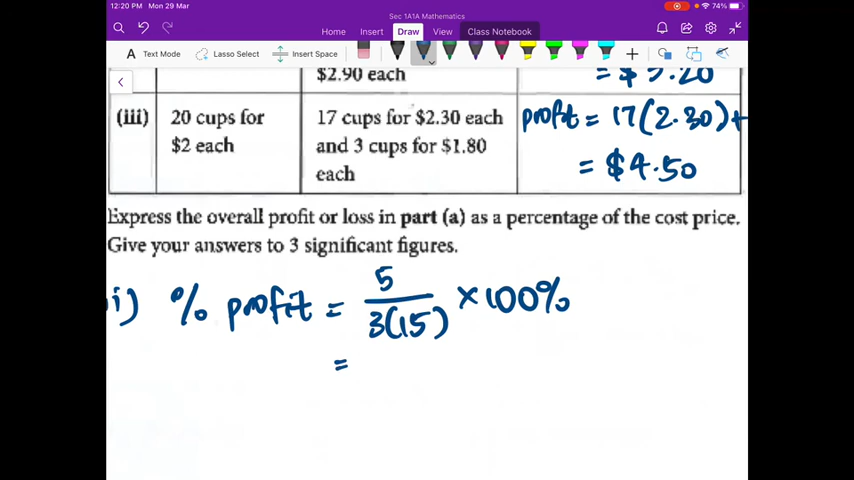 12:20 PM Mon 29 Mar
74%
Sec 1A1A Mathematics
Home Insert Draw View Class Notebook
Text Mode Lasso Select Insert Space
$2.90 each
= $5.20
(iii) 20 cups for $2 each
17 cups for $2.30 each and 3 cups for $1.80 each
profit = 17(2.30)+
= $4.50
Express the overall profit or loss in part (a) as a percentage of the cost price.
Give your answers to 3 significant figures.
i) % profit = 5 / 3(15) × 100%
=